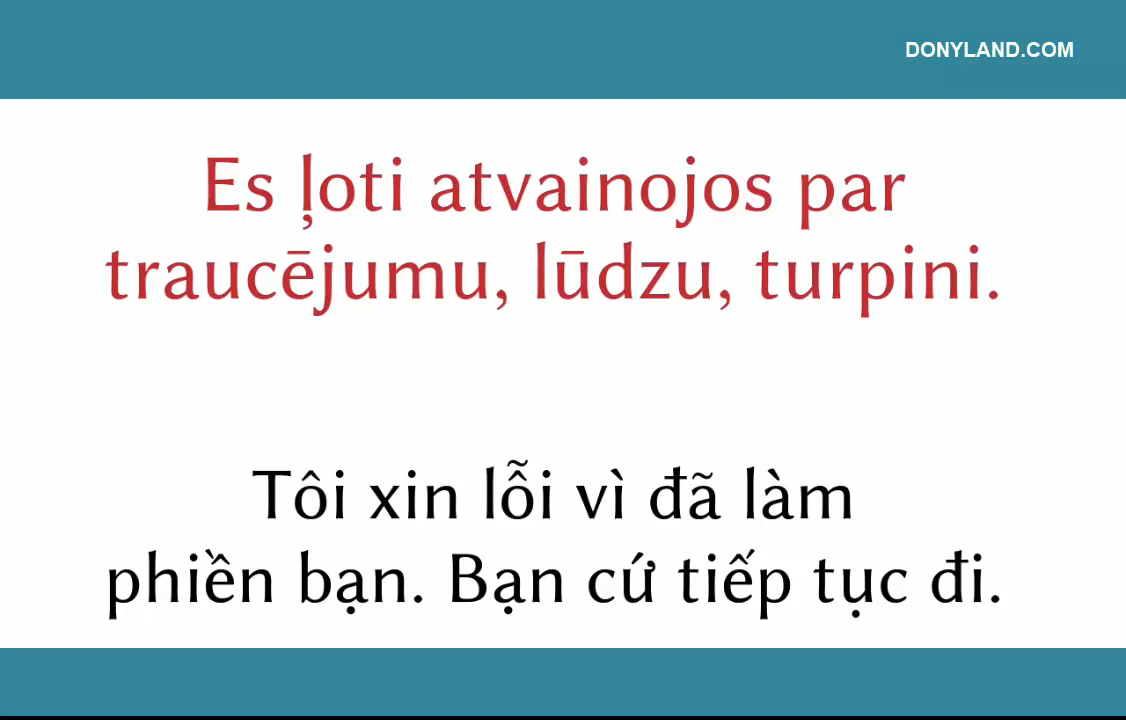 DONYLAND.COM
Es ļoti atvainojos par
traucējumu, lūdzu, turpini.
Tôi xin lỗi vì đã làm
phiền bạn. Bạn cứ tiếp tục đi.